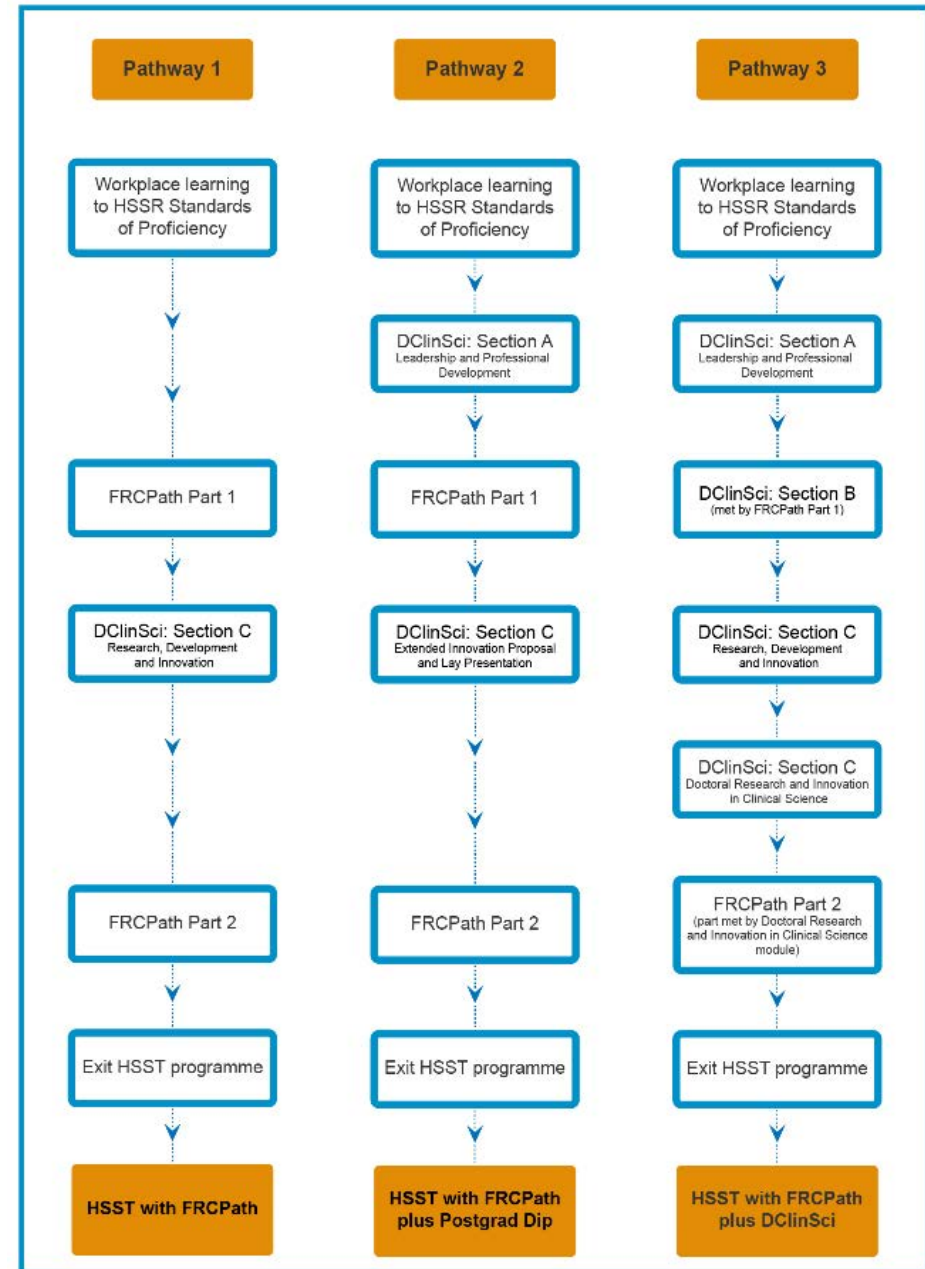 Pathway 1
Workplace learning
to HSSR Standards
of Proficiency
FRCPath Part 1
DClinSci: Section C
Research, Development
and Innovation
FRCPath Part 2
Exit HSST programme
HSST with FRCPath
Pathway 2
Workplace learning
to HSSR Standards
of Proficiency
DClinSci: Section A
Leadership and Professional
Development
FRCPath Part 1
DClinSci: Section C
Extended Innovation Proposal
and Lay Presentation
FRCPath Part 2
Exit HSST programme
HSST with FRCPath
plus Postgrad Dip
Pathway 3
Workplace learning
to HSSR Standards
of Proficiency
DClinSci: Section A
Leadership and Professional
Development
DClinSci: Section B
(met by FRCPath Part 1)
DClinSci: Section C
Research, Development
and Innovation
DClinSci: Section C
Doctoral Research and Innovation
in Clinical Science
FRCPath Part 2
(part met by Doctoral Research
and Innovation in Clinical Science
module)
Exit HSST programme
HSST with FRCPath
plus DClinSci